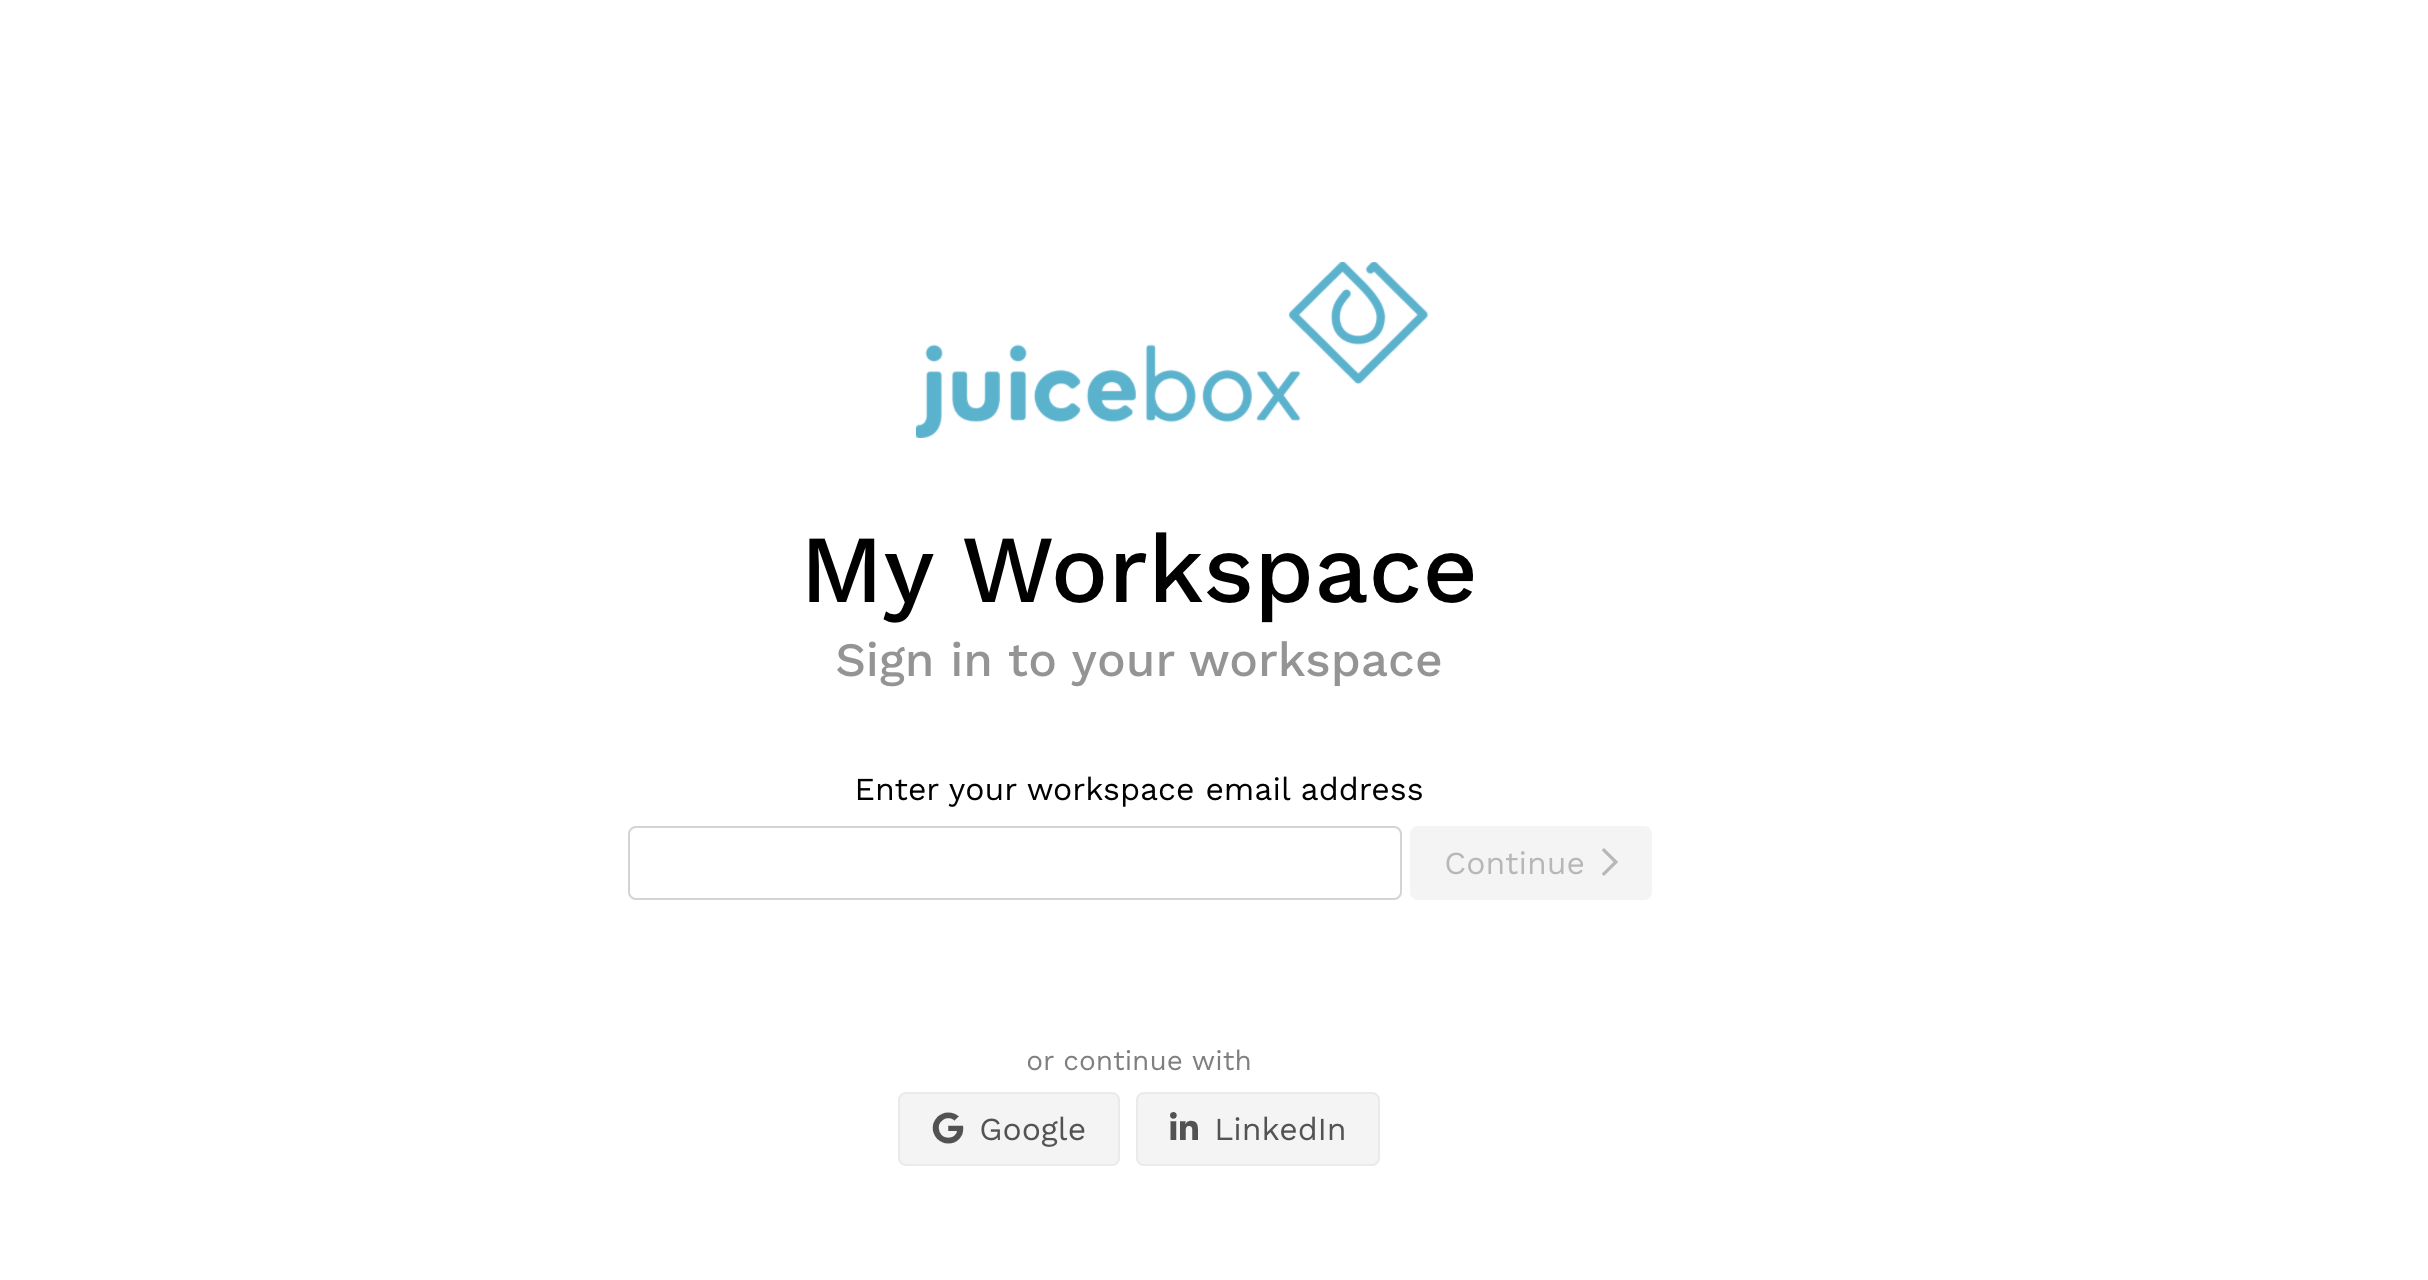 juicebox
My Workspace
Sign in to your workspace
Enter your workspace email address
Continue
or continue with
Google
LinkedIn